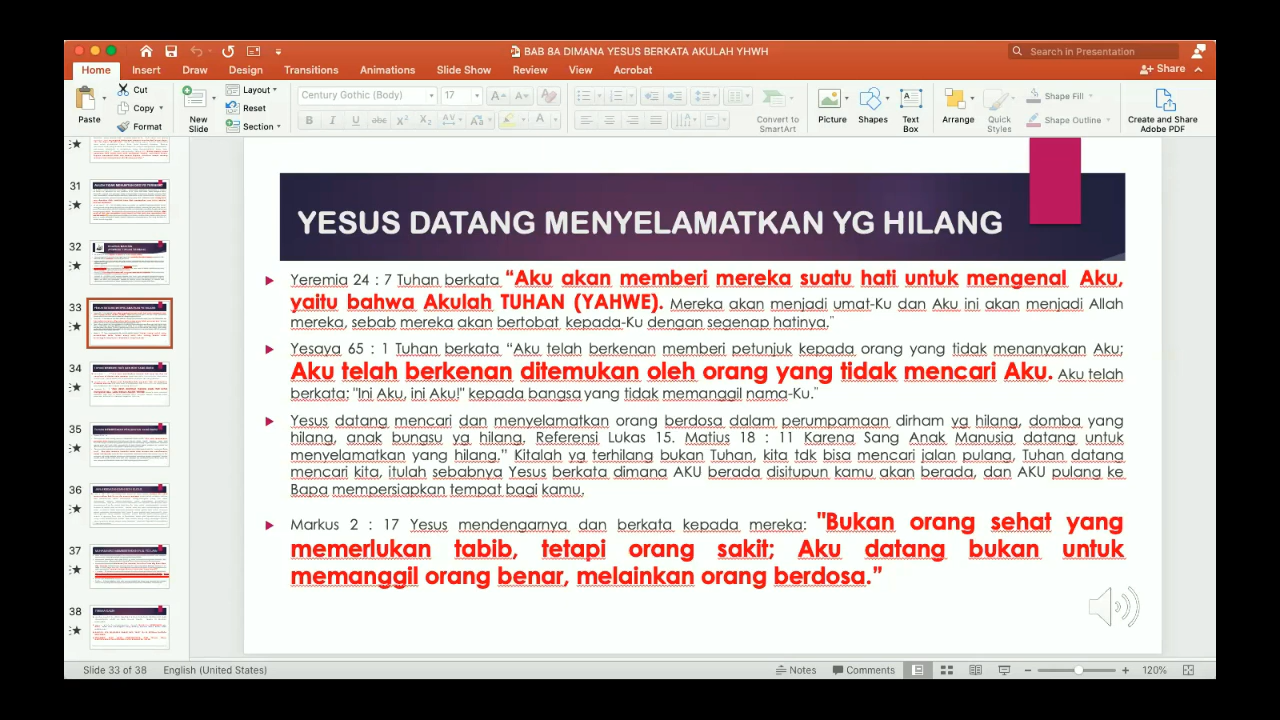 BAB 8A DIMANA YESUS BERKATA AKULAH YHWH
Search in Presentation
Home Insert Draw Design Transitions Animations Slide Show Review View Acrobat
Share
Paste
Cut
Copy
Format
New
Slide
Layout
Reset
Section
Century Gothic (Body) 17
B I U abc X² X₂ AV Aa A
Convert to
SmartArt
Picture
Shapes
Text
Box
Arrange
Quick
Styles
Shape Fill
Shape Outline
Create and Share
Adobe PDF
31
32
33
34
35
36
37
38
YESUS DATANG MENYELAMATKAN YG HILANG
Yeremia 24 : 7 Tuhan berkata “Aku akan memberi mereka suatu hati untuk mengenal Aku,
yaitu bahwa Akulah TUHAN (YAHWE). Mereka akan menjadi umat-Ku dan Aku ini akan menjadi Allah
mereka, sebab mereka akan bertobat kepada-Ku dengan segenap hatinya.”
Yesaya 65 : 1 Tuhan berkata “Aku telah berkenan memberi petunjuk kepada orang yang tidak menanyakan Aku;
Aku telah berkenan ditemukan oleh orang yang tidak mencari Aku. Aku telah
berkata: "Ini Aku, ini Aku!" kepada bangsa yang tidak memanggil nama-Ku."
Yesus datang mencari dan menyelamatkan orang berdosa dalam perumpamaan dirham yg hilang, domba yang
hilang, dan anak bungsu yang terhilang Lukas 15. Matius 18 : 11 Yesus Sang Anak Manusia datang untuk
menyelamatkan yang hilang.” Kitalah yg terhilang bukan Tuhan, kita tak bisa mencari jalan pulang, Tuhan datang
mencari kita, itulah sebabnya Yesus berkata dimana AKU berada disitupun kamu akan berada, dan AKU pulang ke
Bapa mempersiapkan tempat bagi kamu.
Markus 2 : 17 Yesus mendengarnya dan berkata kepada mereka: "Bukan orang sehat yang
memerlukan tabib, tetapi orang sakit; Aku datang bukan untuk
memanggil orang benar, melainkan orang berdosa.”
Slide 33 of 38 English (United States) Notes Comments 120%